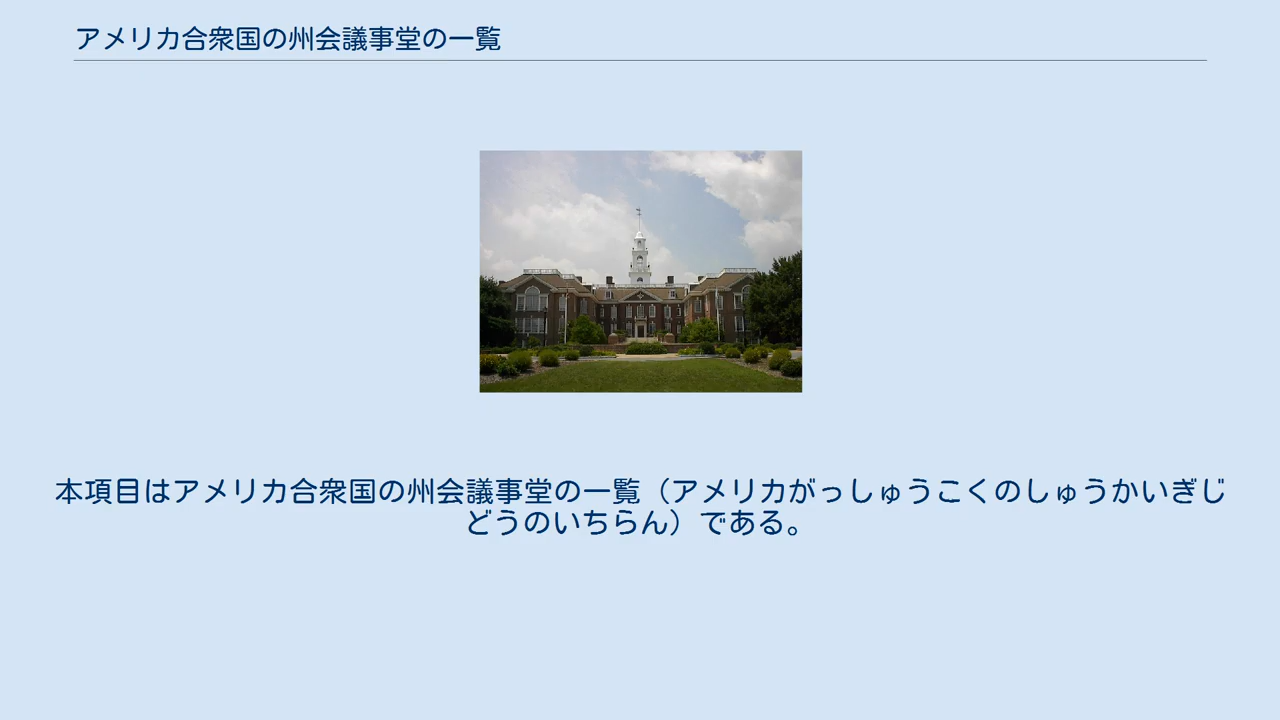 アメリカ合衆国の州会議事堂の一覧
本項目はアメリカ合衆国の州会議事堂の一覧（アメリカがっしゅうこくのしゅうかいぎじ
どうのいちらん）である。